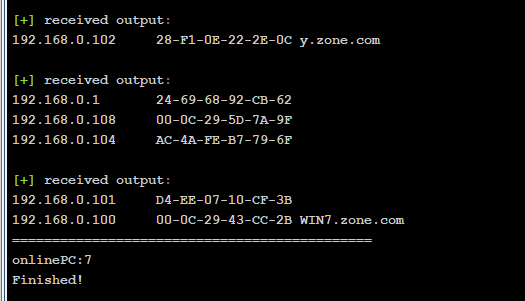 [+] received output:
192.168.0.102 28-F1-0E-22-2E-0C y.zone.com
[+] received output:
192.168.0.1 24-69-68-92-CB-62
192.168.0.108 00-0C-29-5D-7A-9F
192.168.0.104 AC-4A-FE-B7-79-6F
[+] received output:
192.168.0.101 D4-EE-07-10-CF-3B
192.168.0.100 00-0C-29-43-CC-2B WIN7.zone.com
=============================================
onlinePC:7
Finished!